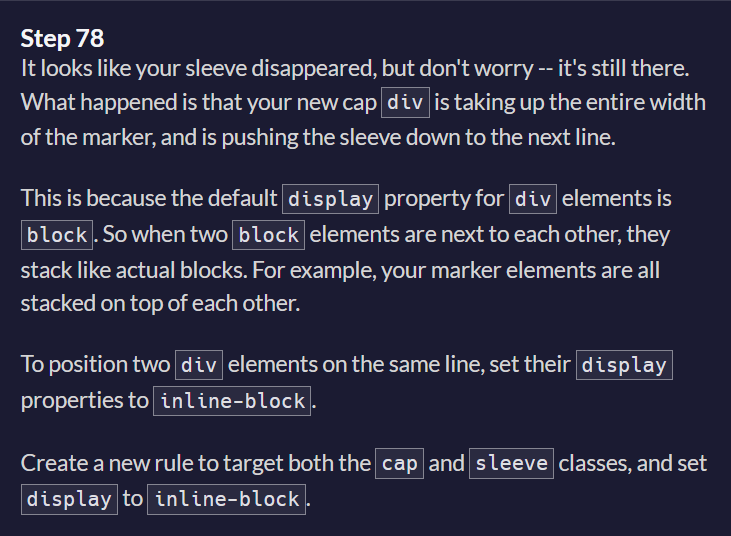 Step 78
It looks like your sleeve disappeared, but don't worry -- it's still there.
What happened is that your new cap div is taking up the entire width
of the marker, and is pushing the sleeve down to the next line.
This is because the default display property for div elements is
block. So when two block elements are next to each other, they
stack like actual blocks. For example, your marker elements are all
stacked on top of each other.
To position two div elements on the same line, set their display
properties to inline-block.
Create a new rule to target both the cap and sleeve classes, and set
display to inline-block.